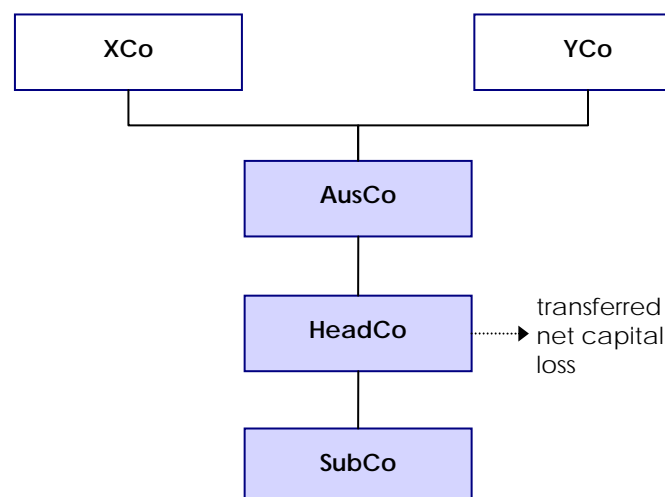 XCo
YCo
AusCo
HeadCo
transferred
net capital
loss
SubCo